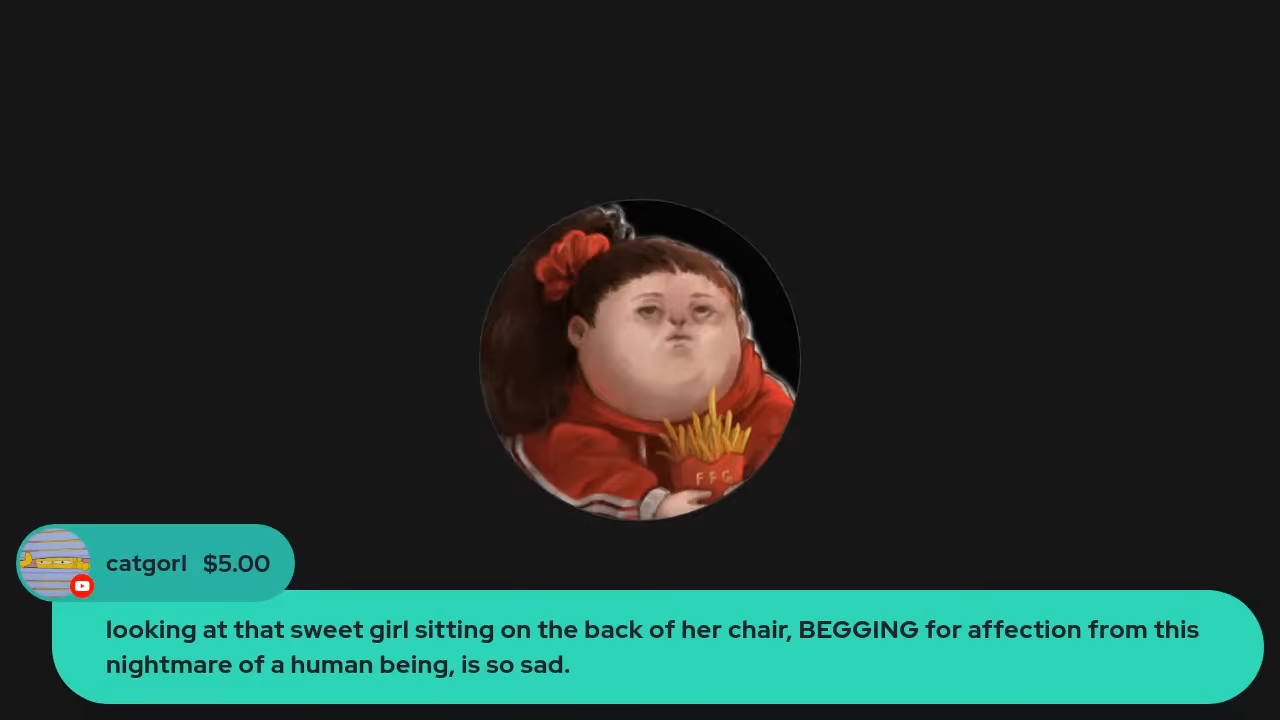 FFG
catgorl $5.00
looking at that sweet girl sitting on the back of her chair, BEGGING for affection from this
nightmare of a human being, is so sad.